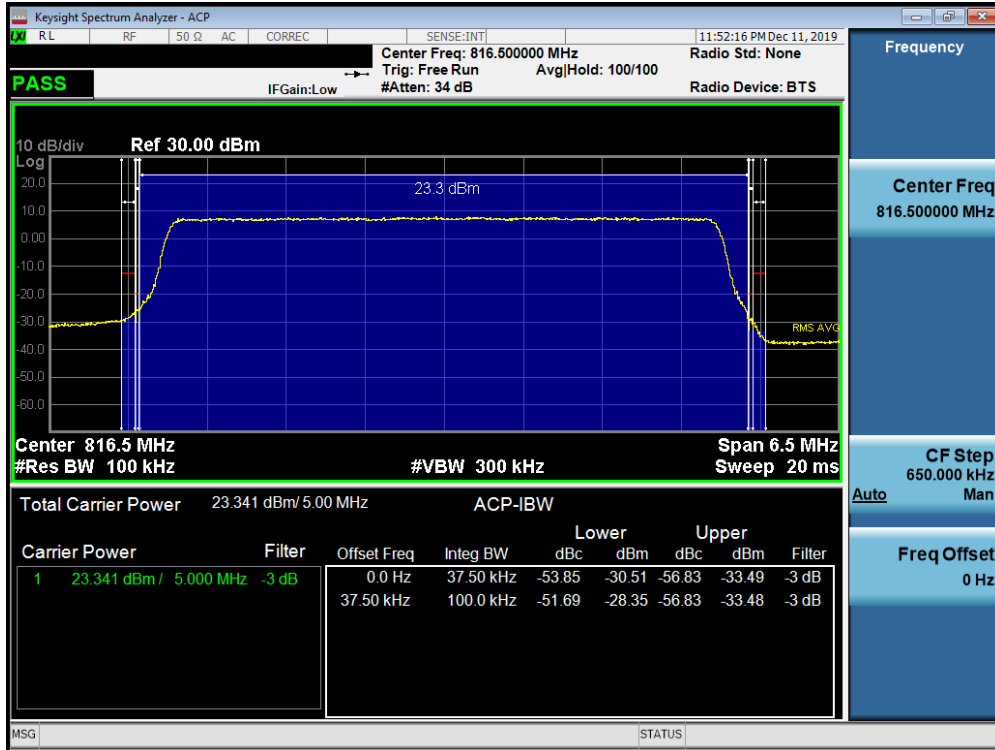 Keysight Spectrum Analyzer - ACP
LXI RL RF 50 Ω AC CORREC SENSE:INT 11:52:16 PM Dec 11, 2019
Center Freq: 816.500000 MHz Radio Std: None
Trig: Free Run Avg|Hold: 100/100
PASS IFGain:Low #Atten: 34 dB Radio Device: BTS
10 dB/div Ref 30.00 dBm
Log
20.0
23.3 dBm
10.0
0.00
-10.0
-20.0
-30.0
RMS AVG
-40.0
-50.0
-60.0
Center 816.5 MHz Span 6.5 MHz
#Res BW 100 kHz #VBW 300 kHz Sweep 20 ms
Total Carrier Power 23.341 dBm/ 5.00 MHz ACP-IBW
Lower Upper
Carrier Power Filter Offset Freq Integ BW dBc dBm dBc dBm Filter
1 23.341 dBm / 5.000 MHz -3 dB 0.0 Hz 37.50 kHz -53.85 -30.51 -56.83 -33.49 -3 dB
37.50 kHz 100.0 kHz -51.69 -28.35 -56.83 -33.48 -3 dB
MSG STATUS
Frequency
Center Freq
816.500000 MHz
CF Step
650.000 kHz
Auto Man
Freq Offset
0 Hz